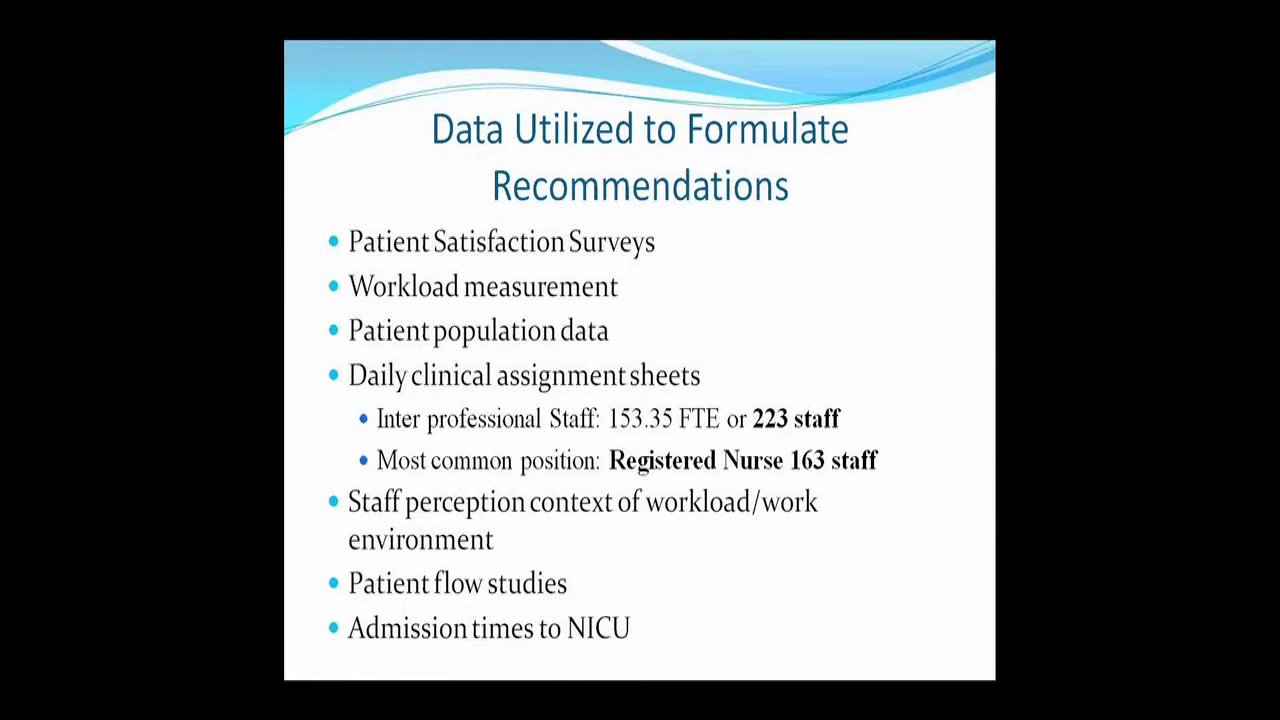 Data Utilized to Formulate
Recommendations
• Patient Satisfaction Surveys
• Workload measurement
• Patient population data
• Daily clinical assignment sheets
• Inter professional Staff: 153.35 FTE or 223 staff
• Most common position: Registered Nurse 163 staff
• Staff perception context of workload/work
environment
• Patient flow studies
• Admission times to NICU